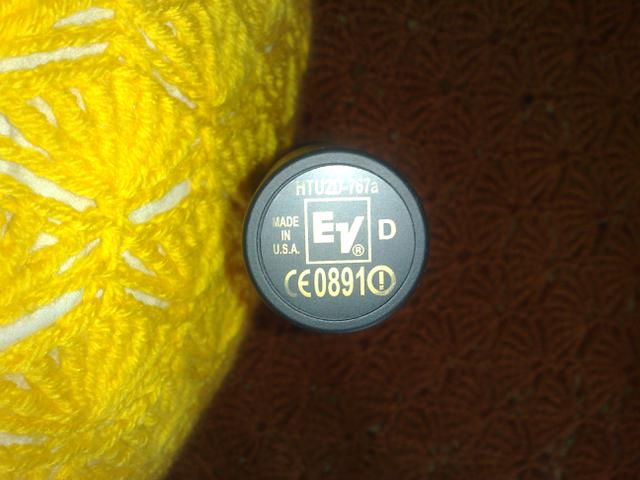 HTU2D-767a
MADE
IN
U.S.A.
EV®
D
CE0891